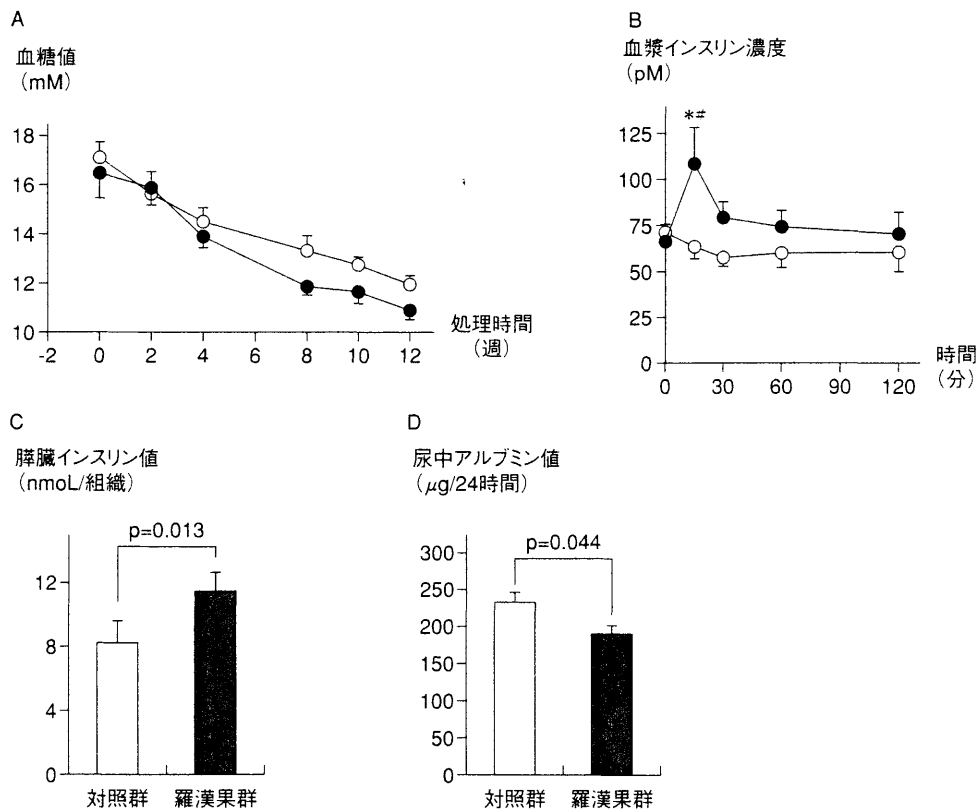 A
血糖値
(mM)
18
16
14
12
10
-2 0 2 4 6 8 10 12
処理時間
(週)
B
血漿インスリン濃度
(pM)
*#
125
100
75
50
25
0
0 30 60 90 120
時間
(分)
C
膵臓インスリン値
(nmoL/組織)
p=0.013
12
8
4
0
対照群 羅漢果群
D
尿中アルブミン値
(μg/24時間)
p=0.044
300
250
200
150
100
50
0
対照群 羅漢果群